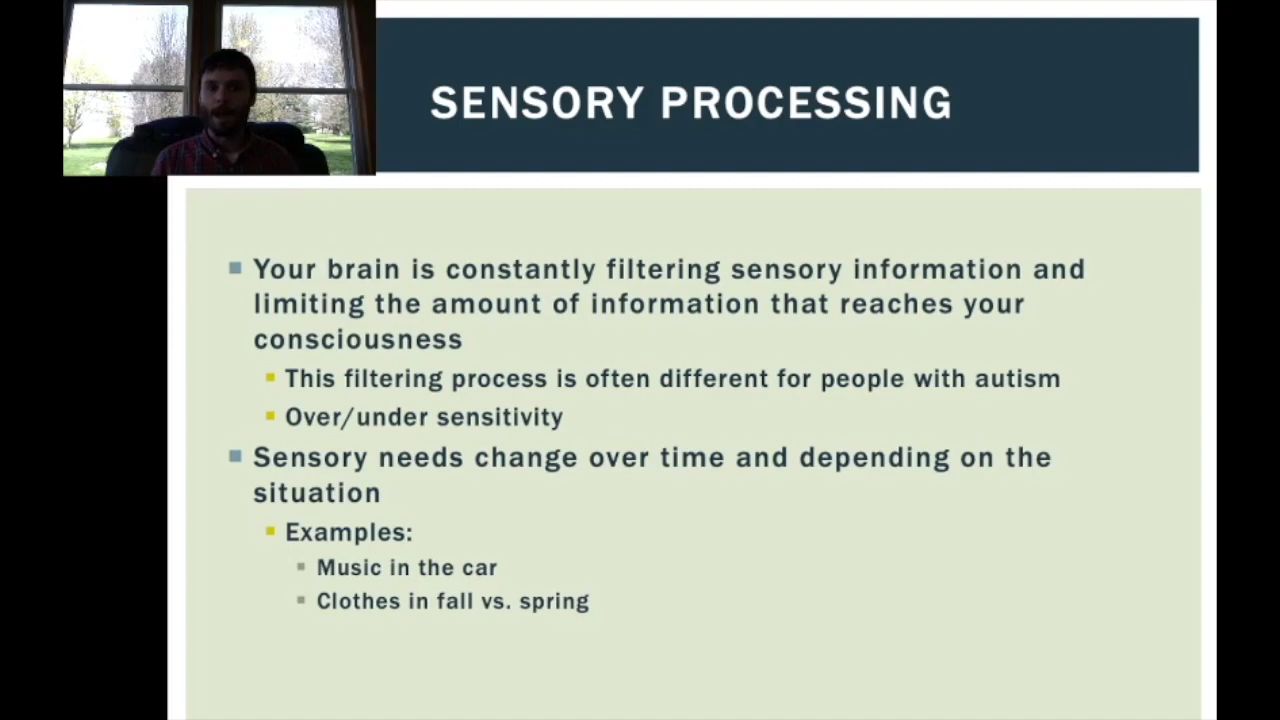 SENSORY PROCESSING
Your brain is constantly filtering sensory information and
limiting the amount of information that reaches your
consciousness
This filtering process is often different for people with autism
Over/under sensitivity
Sensory needs change over time and depending on the
situation
Examples:
Music in the car
Clothes in fall vs. spring